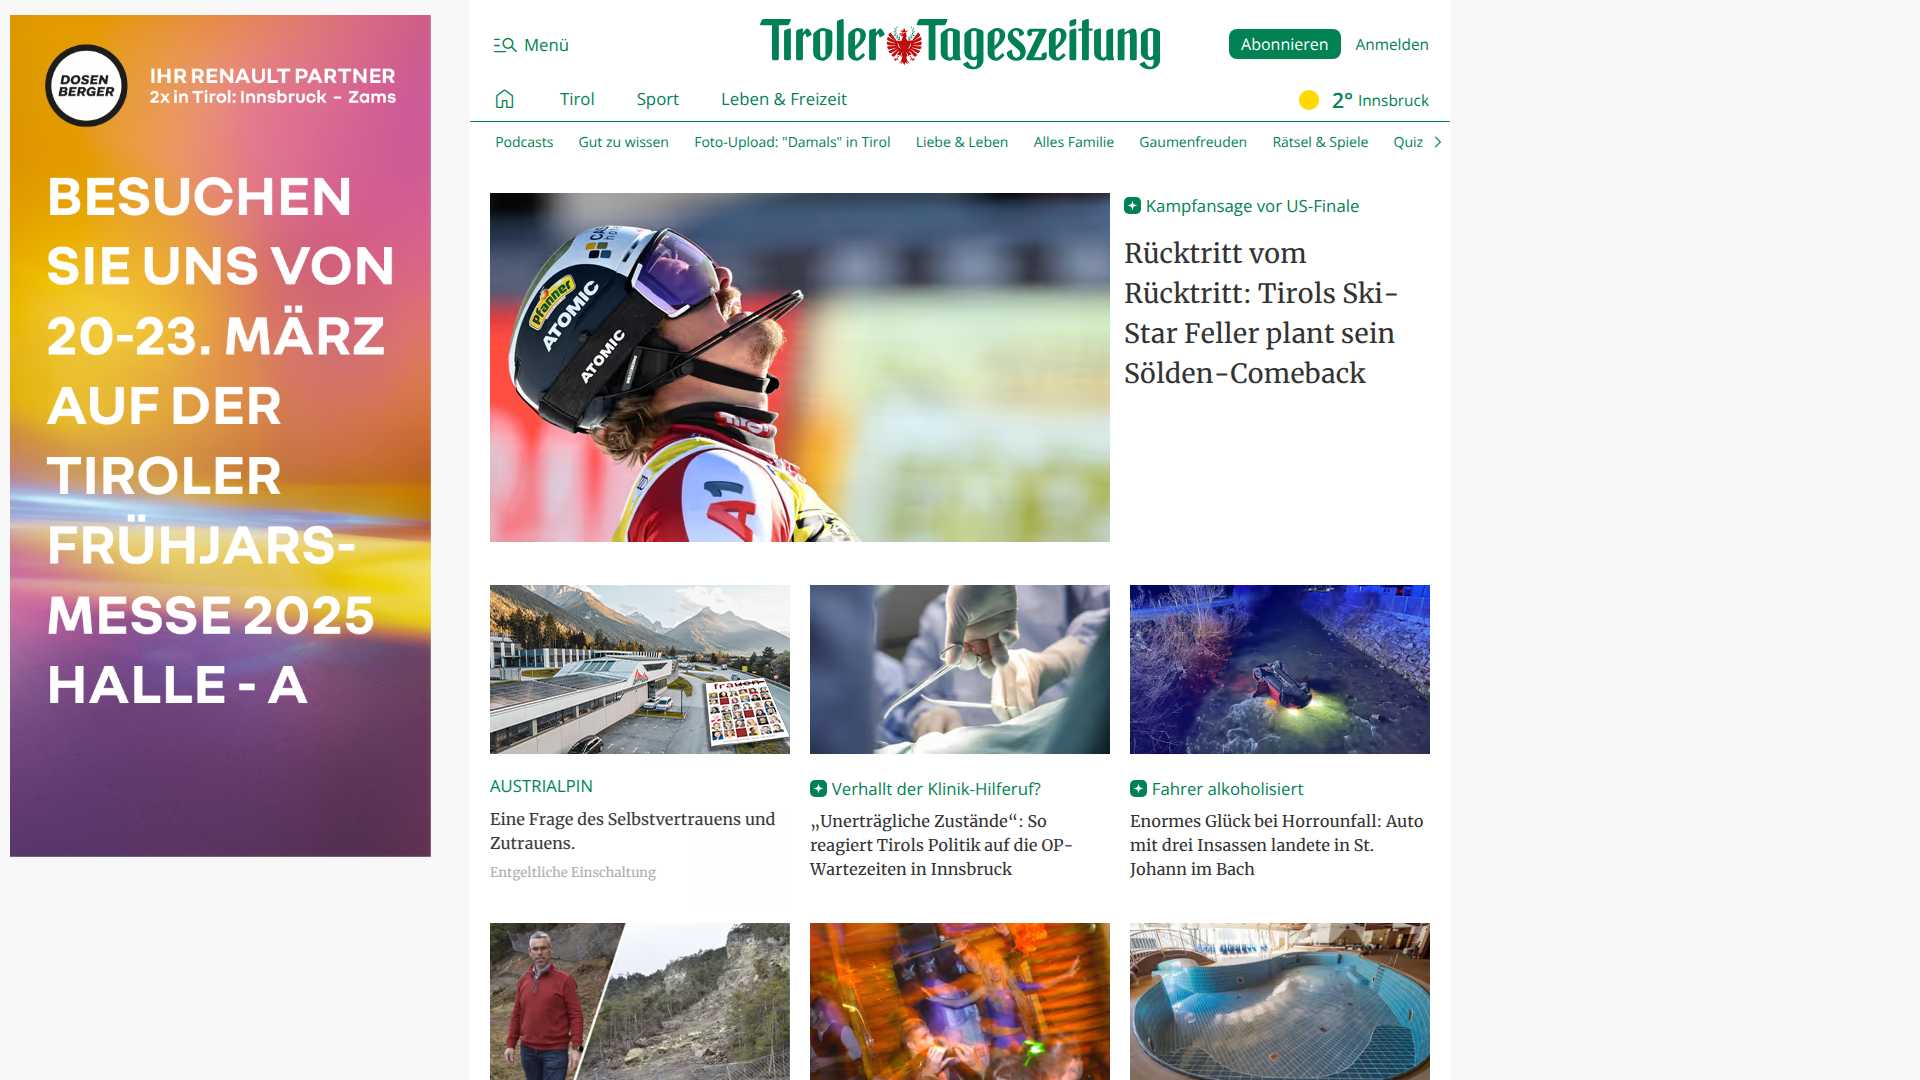 DOSEN
BERGER
IHR RENAULT PARTNER
2x in Tirol: Innsbruck - Zams
BESUCHEN
SIE UNS VON
20-23. MÄRZ
AUF DER
TIROLER
FRÜHJARS-
MESSE 2025
HALLE - A
Menü
Tiroler Tageszeitung
Abonnieren
Anmelden
Tirol
Sport
Leben & Freizeit
2° Innsbruck
Podcasts
Gut zu wissen
Foto-Upload: "Damals" in Tirol
Liebe & Leben
Alles Familie
Gaumenfreuden
Rätsel & Spiele
Quiz
Pfanner
ATOMIC
ATOMIC
A1
Kampfansage vor US-Finale
Rücktritt vom
Rücktritt: Tirols Ski-
Star Feller plant sein
Sölden-Comeback
frauen
AUSTRIALPIN
Eine Frage des Selbstvertrauens und
Zutrauens.
Entgeltliche Einschaltung
Verhallt der Klinik-Hilferuf?
„Unerträgliche Zustände“: So
reagiert Tirols Politik auf die OP-
Wartezeiten in Innsbruck
Fahrer alkoholisiert
Enormes Glück bei Horrounfall: Auto
mit drei Insassen landete in St.
Johann im Bach